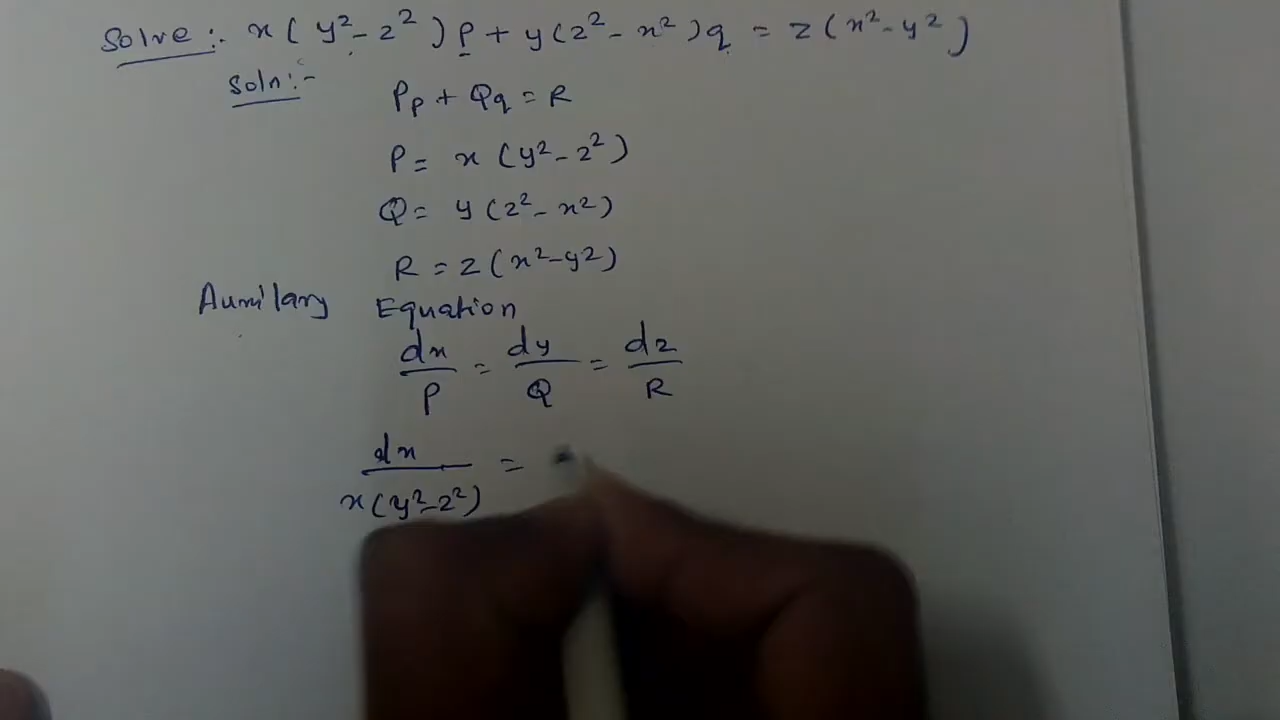 Solve :- x( y² - z² ) p + y (z² - x² ) q = z ( x² - y² )
Soln :-
Pp + Qq = R
P = x (y² - z²)
Q = y (z² - x²)
R = z (x² - y²)
Auxilary Equation
dx/P = dy/Q = dz/R
dx/x(y²-z²) =